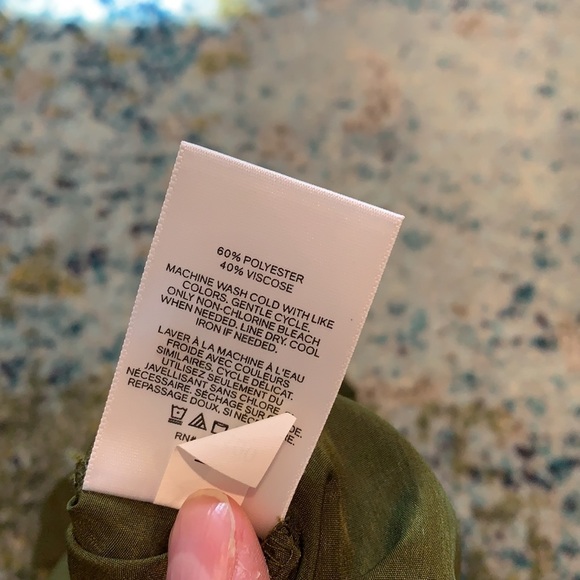 60% POLYESTER
40% VISCOSE
MACHINE WASH COLD WITH LIKE
COLORS, GENTLE CYCLE.
ONLY NON-CHLORINE BLEACH
WHEN NEEDED. LINE DRY. COOL
IRON IF NEEDED.
LAVER À LA MACHINE À L'EAU
FROIDE AVEC COULEURS
SIMILAIRES, CYCLE DÉLICAT.
UTILISEZ SEULEMENT DU
JAVELLISANT SANS CHLORE
NÉCESSAIRE. SÉCHAGE SUR
REPASSAGE DOUX, SI
RN